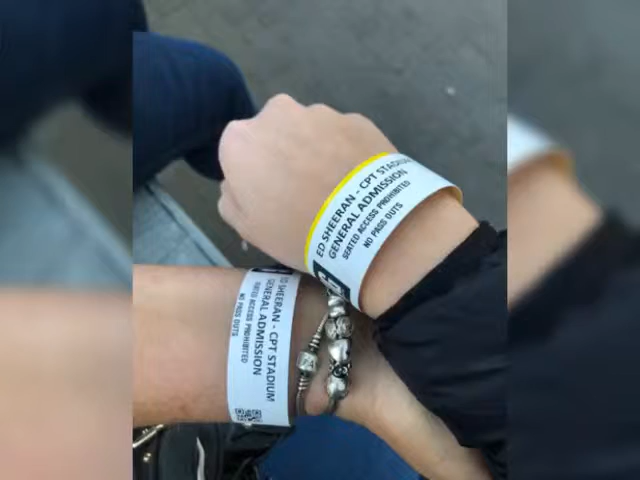 ED SHEERAN - CPT STADIUM
GENERAL ADMISSION
SEATED ACCESS PROHIBITED
NO PASS OUTS
ED SHEERAN - CPT STADIUM
GENERAL ADMISSION
SEATED ACCESS PROHIBITED
NO PASS OUTS